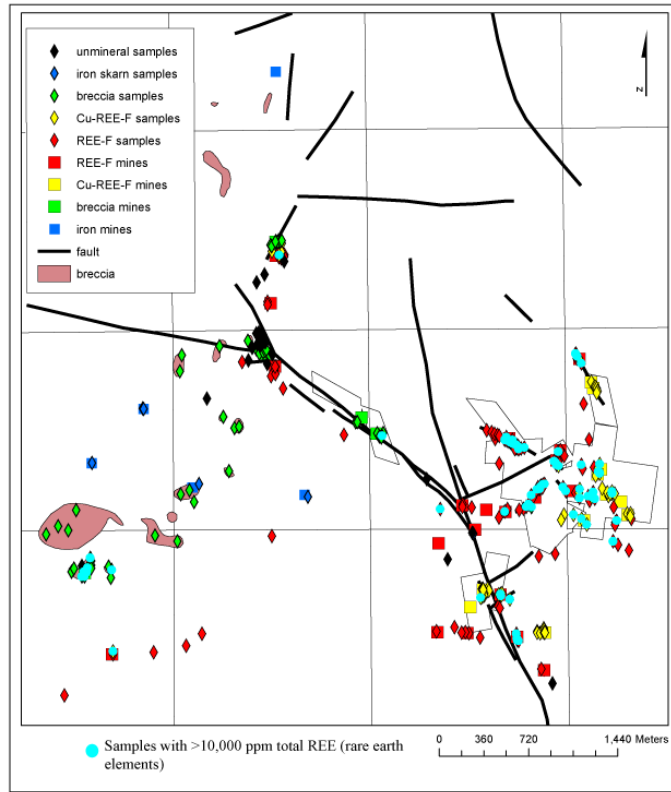 unmineral samples
iron skarn samples
breccia samples
Cu-REE-F samples
REE-F samples
REE-F mines
Cu-REE-F mines
breccia mines
iron mines
fault
breccia
z
Samples with >10,000 ppm total REE (rare earth
elements)
0 360 720 1,440 Meters